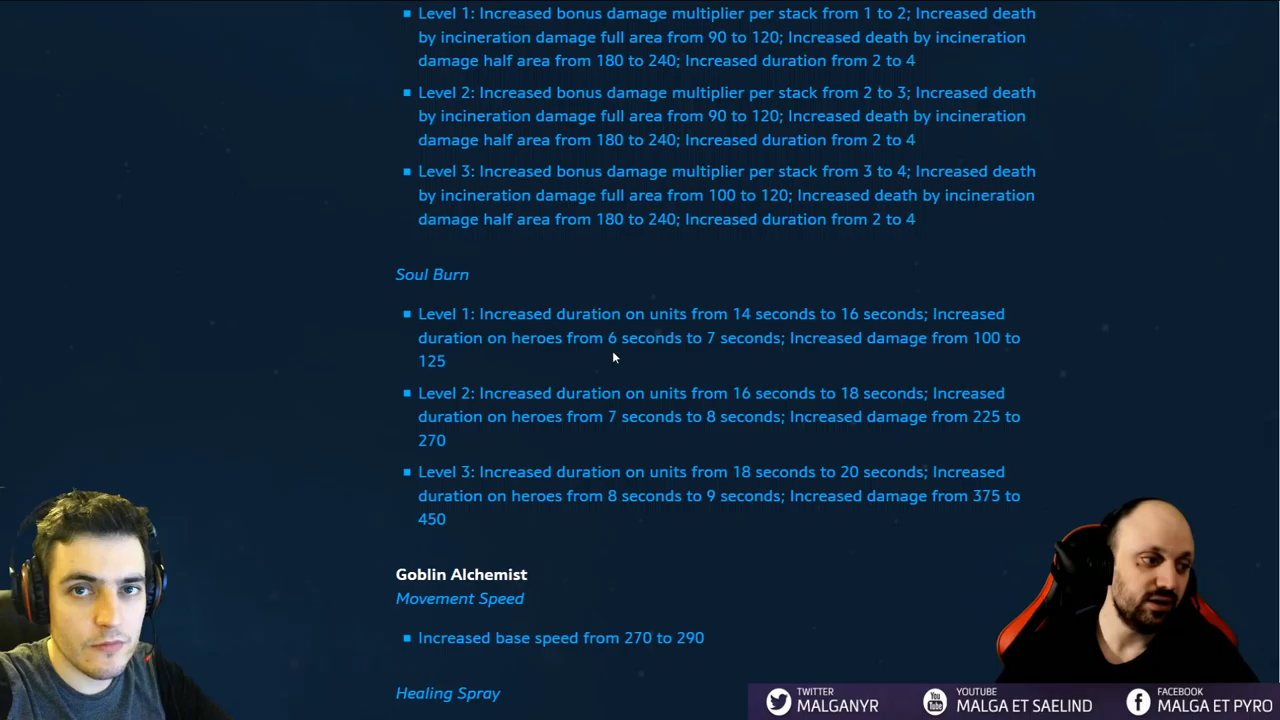 Level 1: Increased bonus damage multiplier per stack from 1 to 2; Increased death
by incineration damage full area from 90 to 120; Increased death by incineration
damage half area from 180 to 240; Increased duration from 2 to 4
Level 2: Increased bonus damage multiplier per stack from 2 to 3; Increased death
by incineration damage full area from 90 to 120; Increased death by incineration
damage half area from 180 to 240; Increased duration from 2 to 4
Level 3: Increased bonus damage multiplier per stack from 3 to 4; Increased death
by incineration damage full area from 100 to 120; Increased death by incineration
damage half area from 180 to 240; Increased duration from 2 to 4
Soul Burn
Level 1: Increased duration on units from 14 seconds to 16 seconds; Increased
duration on heroes from 6 seconds to 7 seconds; Increased damage from 100 to
125
Level 2: Increased duration on units from 16 seconds to 18 seconds; Increased
duration on heroes from 7 seconds to 8 seconds; Increased damage from 225 to
270
Level 3: Increased duration on units from 18 seconds to 20 seconds; Increased
duration on heroes from 8 seconds to 9 seconds; Increased damage from 375 to
450
Goblin Alchemist
Movement Speed
Increased base speed from 270 to 290
Healing Spray
TWITTER
MALGANYR
You Tube
YOUTUBE
MALGA ET SAELIND
FACEBOOK
MALGA ET PYRO